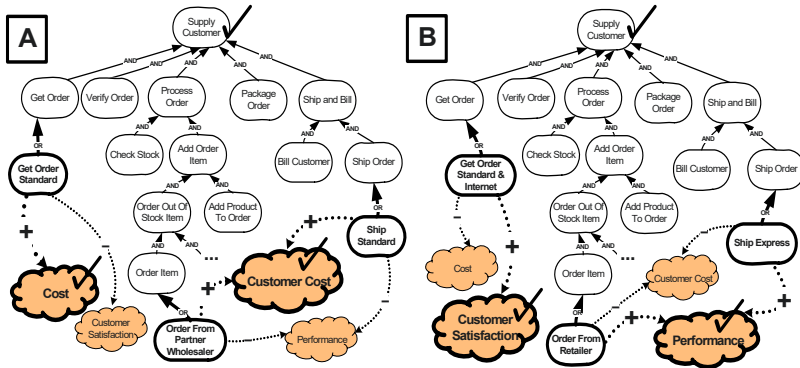 A
Supply
Customer
AND
AND
AND
AND
AND
Get Order
Verify Order
Process
Order
Package
Order
Ship and Bill
OR
AND
AND
AND
AND
Get Order
Standard
Check Stock
Add Order
Item
Bill Customer
Ship Order
AND
AND
OR
Order Out Of
Stock Item
Add Product
To Order
Ship
Standard
+
–
AND
AND
...
+
–
Cost
Customer
Satisfaction
Order Item
Customer Cost
OR
+
Order From
Partner
Wholesaler
–
Performance
B
Supply
Customer
AND
AND
AND
AND
AND
Get Order
Verify Order
Process
Order
Package
Order
Ship and Bill
OR
AND
AND
AND
AND
Get Order
Standard &
Internet
Check Stock
Add Order
Item
Bill Customer
Ship Order
AND
AND
OR
Order Out Of
Stock Item
Add Product
To Order
Ship Express
–
+
AND
AND
...
–
+
Cost
Order Item
Customer Cost
Customer
Satisfaction
OR
–
Order From
Retailer
+
Performance